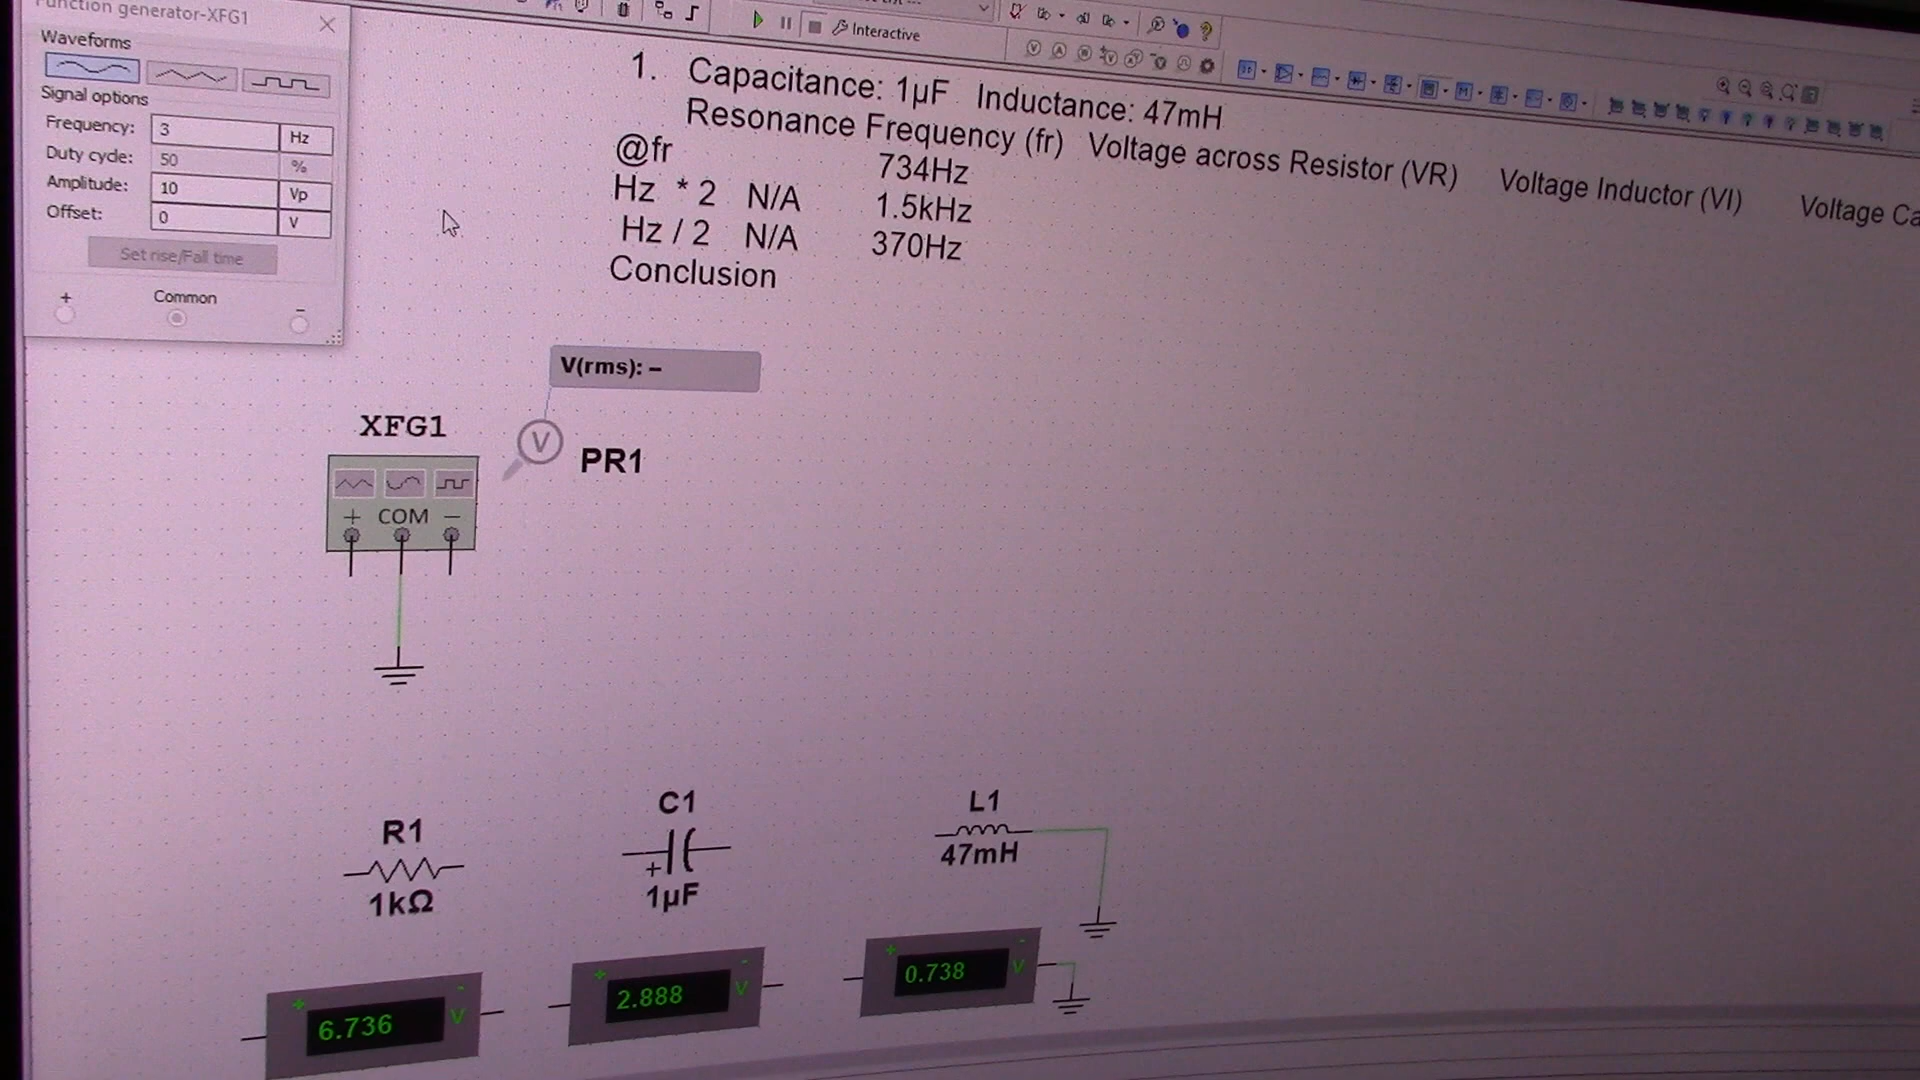 Function generator-XFG1
Waveforms
Signal options
Frequency: 3 Hz
Duty cycle: 50 %
Amplitude: 10 Vp
Offset: 0 V
Set rise/Fall time
+ Common -
Interactive
1. Capacitance: 1µF Inductance: 47mH
Resonance Frequency (fr) Voltage across Resistor (VR) Voltage Inductor (VI) Voltage Ca
@fr 734Hz
Hz * 2 N/A 1.5kHz
Hz / 2 N/A 370Hz
Conclusion
V(rms): –
XFG1
V
PR1
+ COM -
R1
1kΩ
C1
+
1µF
L1
47mH
+ 6.736 V -
+ 2.888 V -
+ 0.738 V -